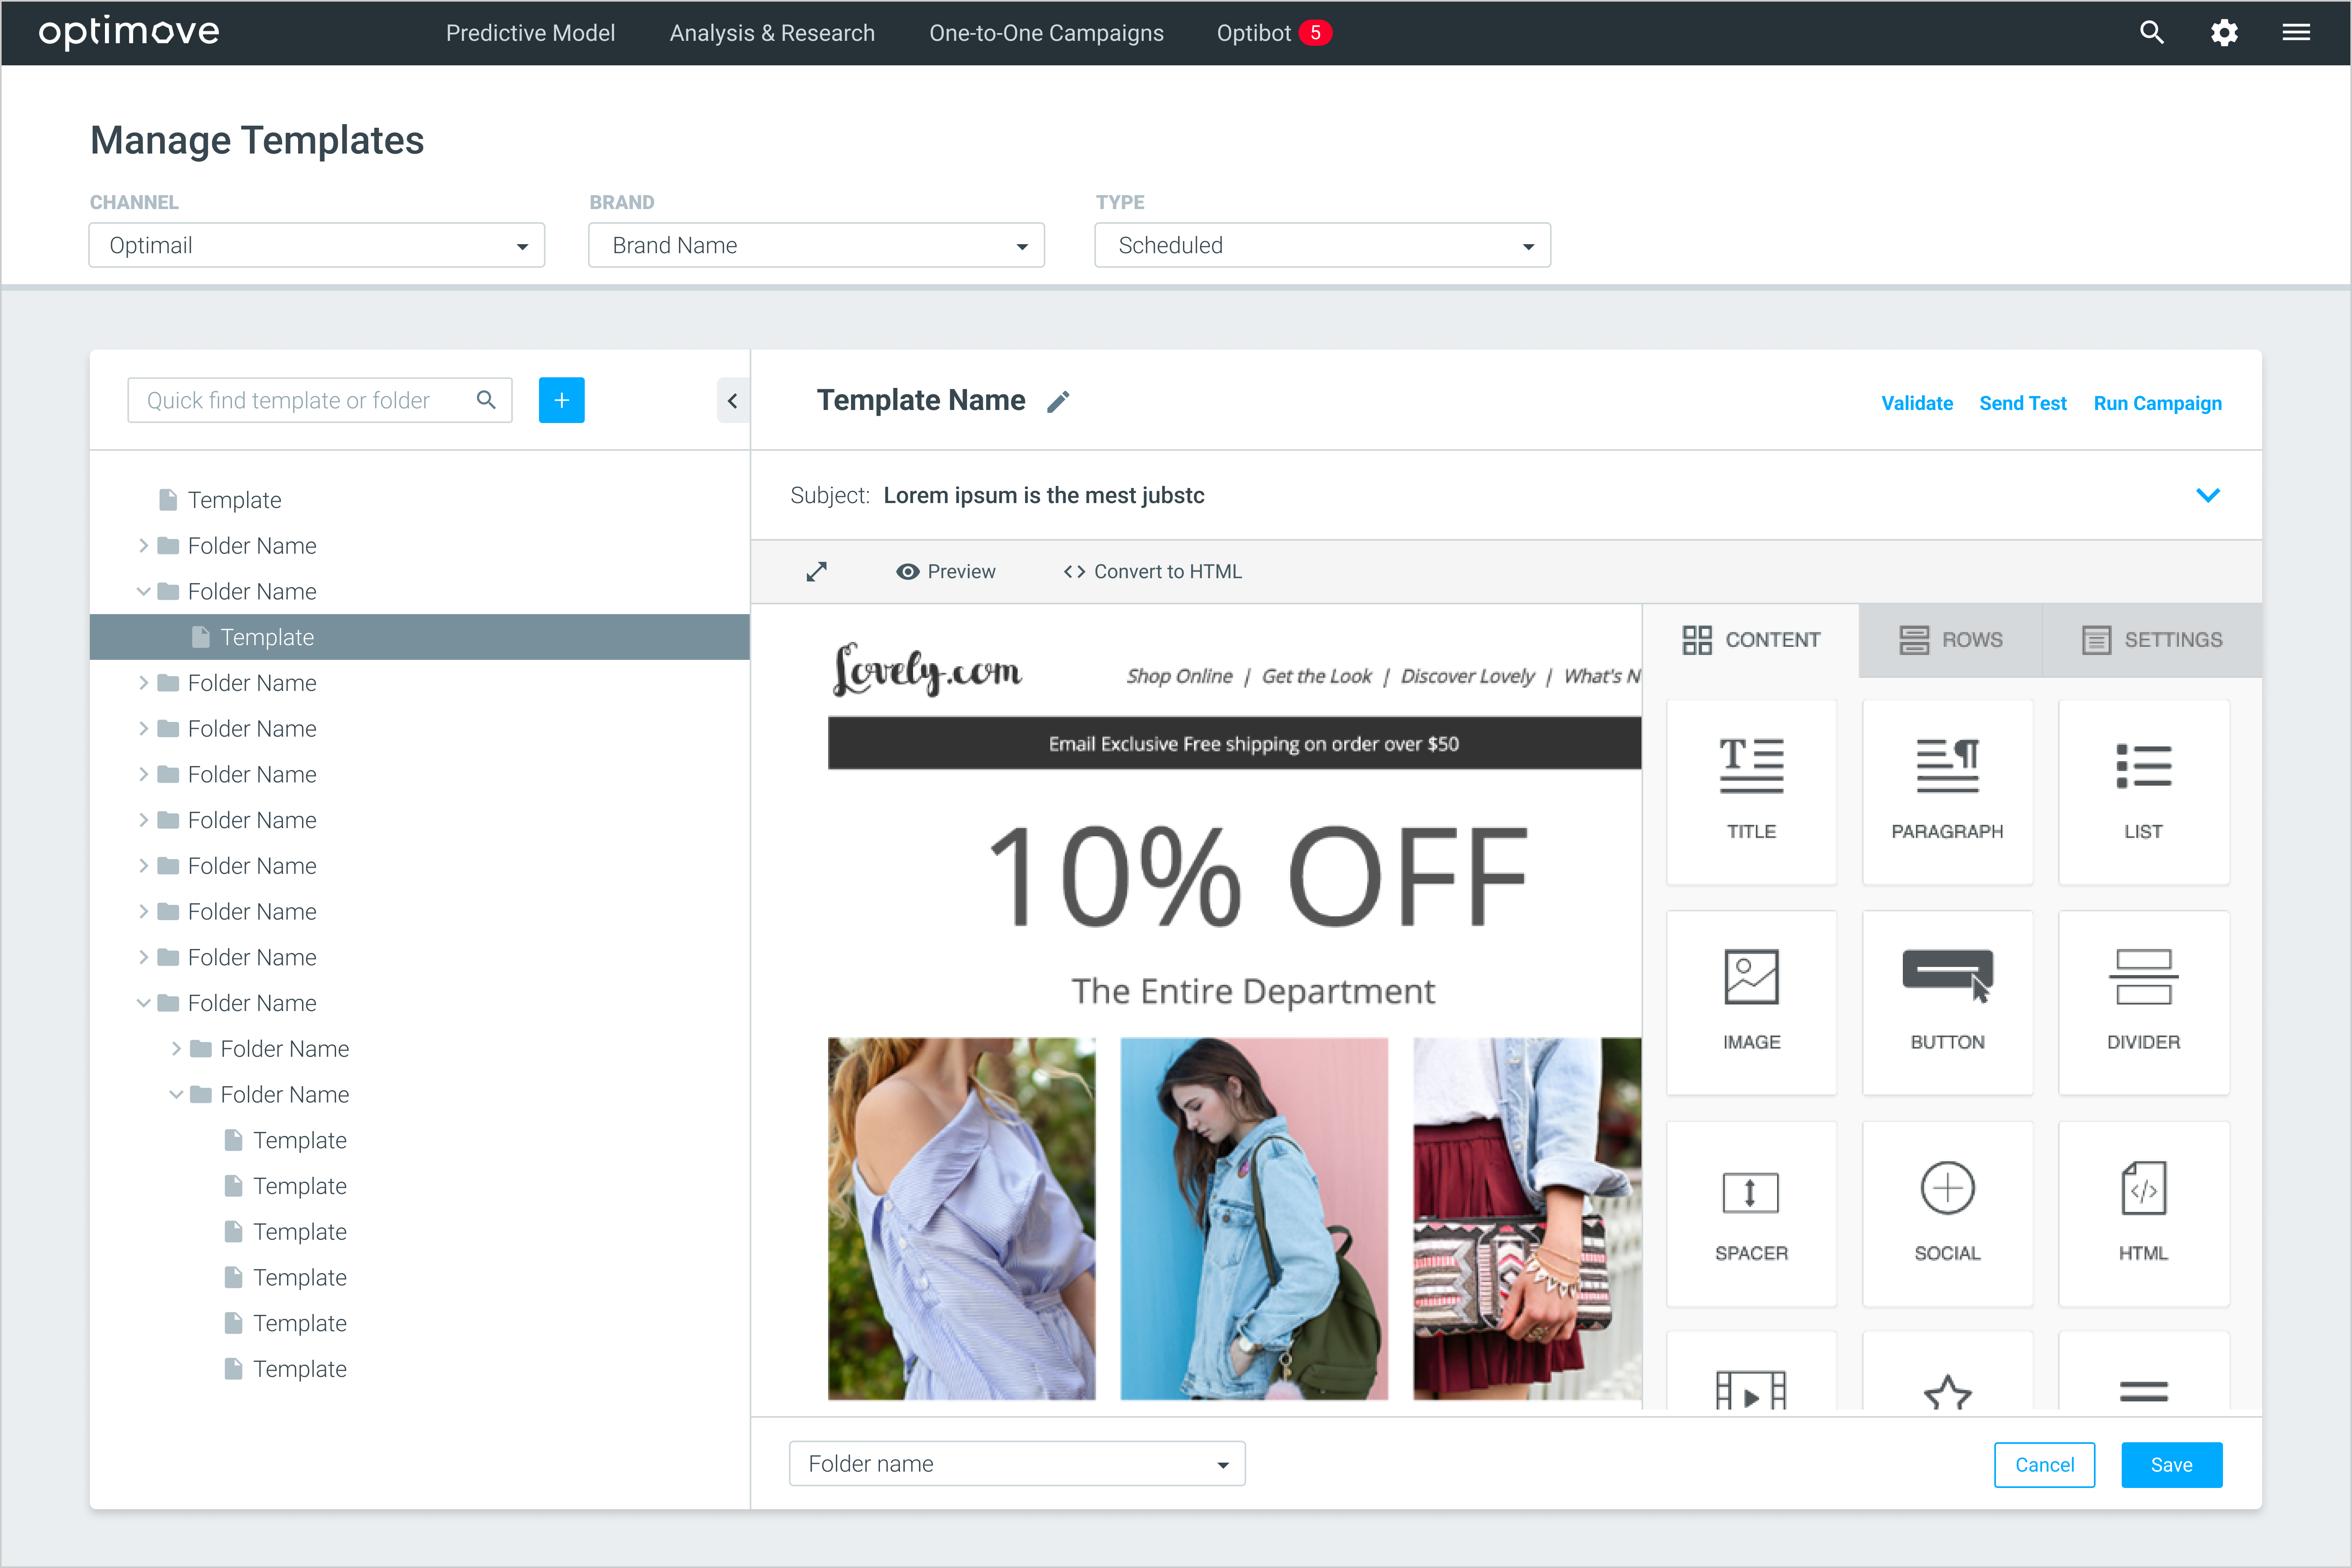 optimove Predictive Model Analysis & Research One-to-One Campaigns Optibot 5
Manage Templates
CHANNEL BRAND TYPE
Optimail Brand Name Scheduled
Quick find template or folder +
Template Name Validate Send Test Run Campaign
Template
Folder Name
Folder Name
Template
Folder Name
Folder Name
Folder Name
Folder Name
Folder Name
Folder Name
Folder Name
Folder Name
Folder Name
Folder Name
Template
Template
Template
Template
Template
Template
Subject: Lorem ipsum is the mest jubstc
Preview <> Convert to HTML
Lovely.com Shop Online | Get the Look | Discover Lovely | What's N
Email Exclusive Free shipping on order over $50
10% OFF
The Entire Department
CONTENT ROWS SETTINGS
TITLE PARAGRAPH LIST
IMAGE BUTTON DIVIDER
SPACER SOCIAL HTML
Folder name Cancel Save